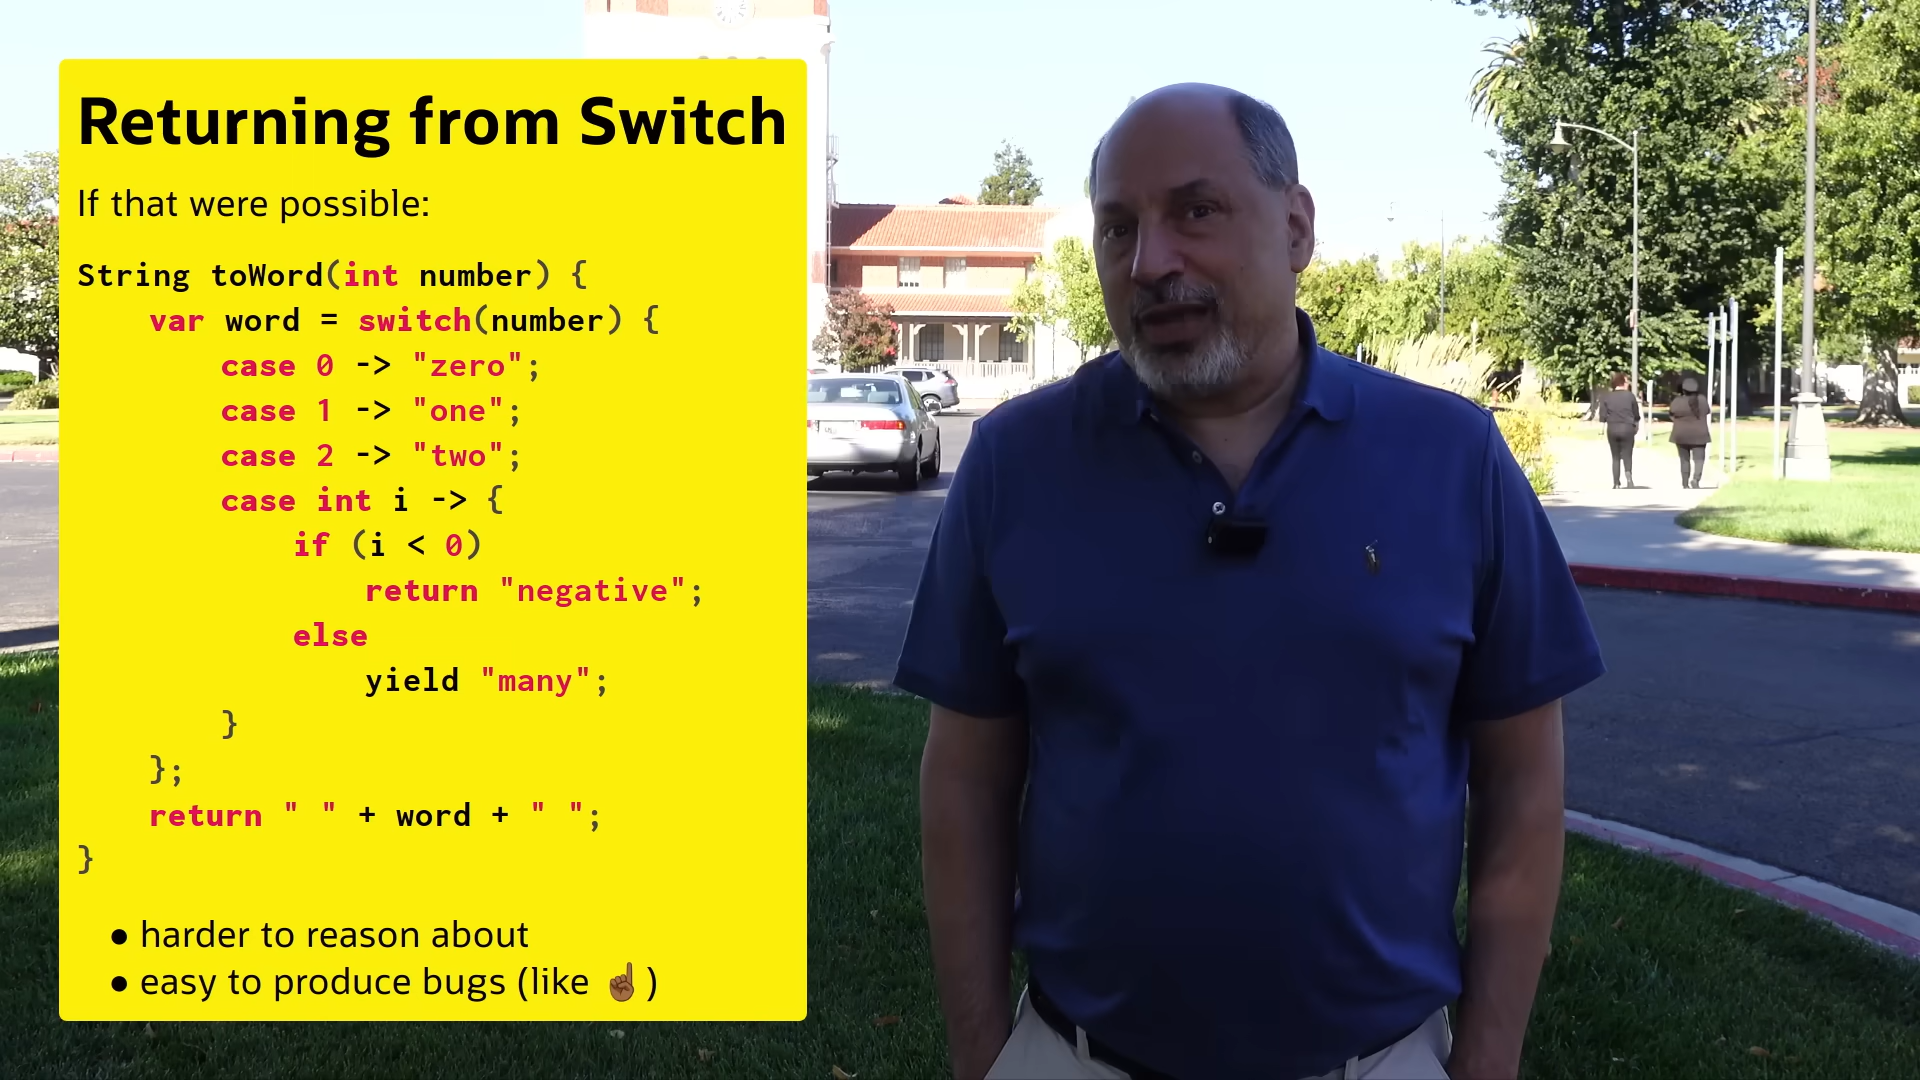 Returning from Switch
If that were possible:
String toWord(int number) {
    var word = switch(number) {
        case 0 -> "zero";
        case 1 -> "one";
        case 2 -> "two";
        case int i -> {
            if (i < 0)
                return "negative";
            else
                yield "many";
        }
    };
    return " " + word + " ";
}
● harder to reason about
● easy to produce bugs (like ☝🏾)